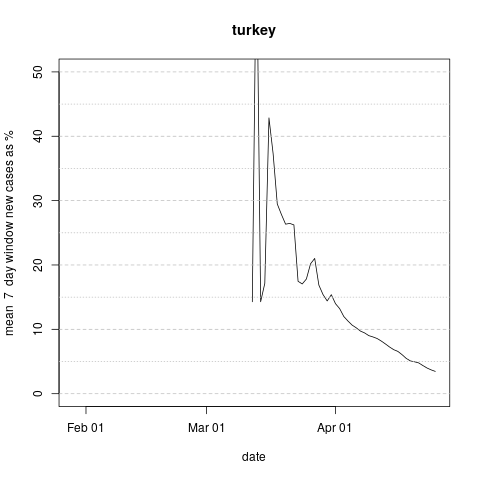 turkey
mean 7 day window new cases as %
50
40
30
20
10
0
Feb 01
Mar 01
Apr 01
date